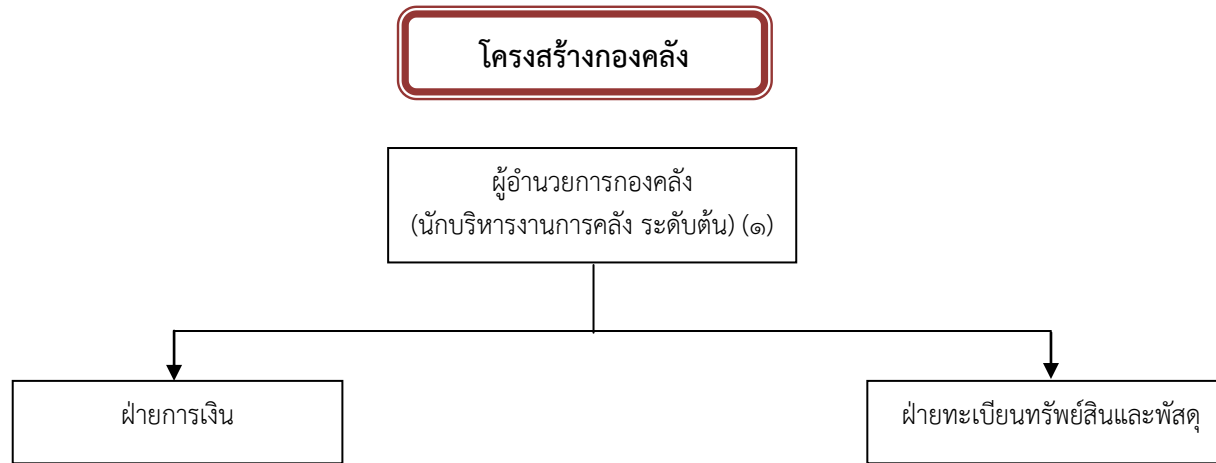 โครงสร้างกองคลัง
ผู้อำนวยการกองคลัง
(นักบริหารงานการคลัง ระดับต้น) (๑)
ฝ่ายการเงิน
ฝ่ายทะเบียนทรัพย์สินและพัสดุ